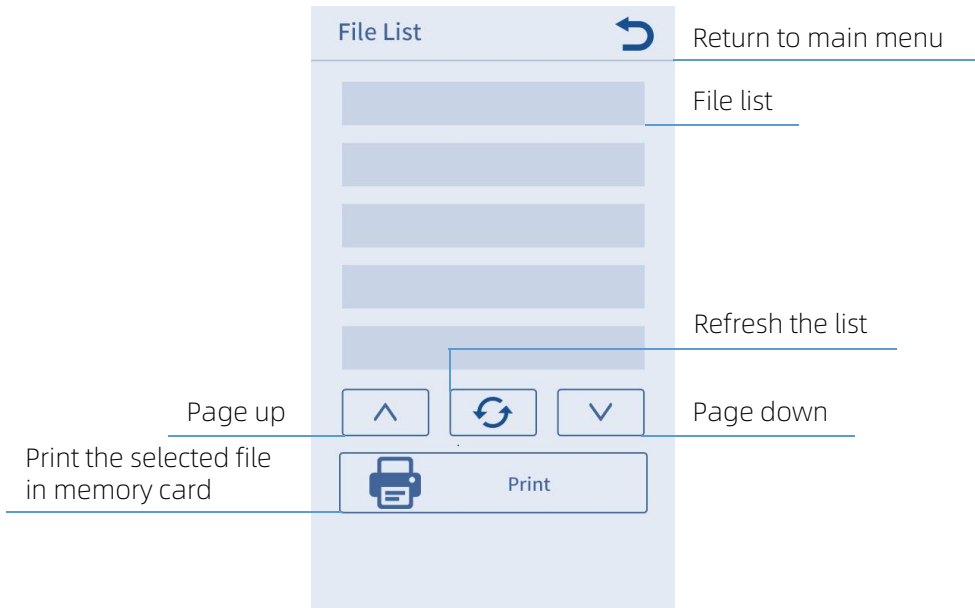 File List
Return to main menu
File list
Refresh the list
Page up
Page down
Print the selected file
in memory card
Print